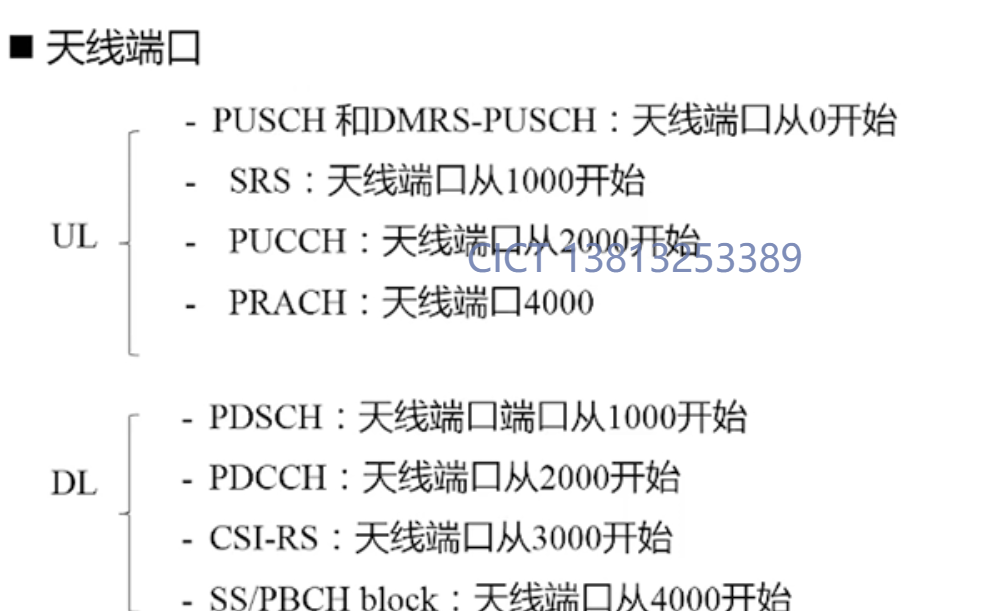 ■ 天线端口
- PUSCH 和DMRS-PUSCH：天线端口从0开始
- SRS：天线端口从1000开始
UL
- PUCCH：天线端口从2000开始
CICT 13813253389
- PRACH：天线端口4000
- PDSCH：天线端口端口从1000开始
DL
- PDCCH：天线端口从2000开始
- CSI-RS：天线端口从3000开始
- SS/PBCH block：天线端口从4000开始